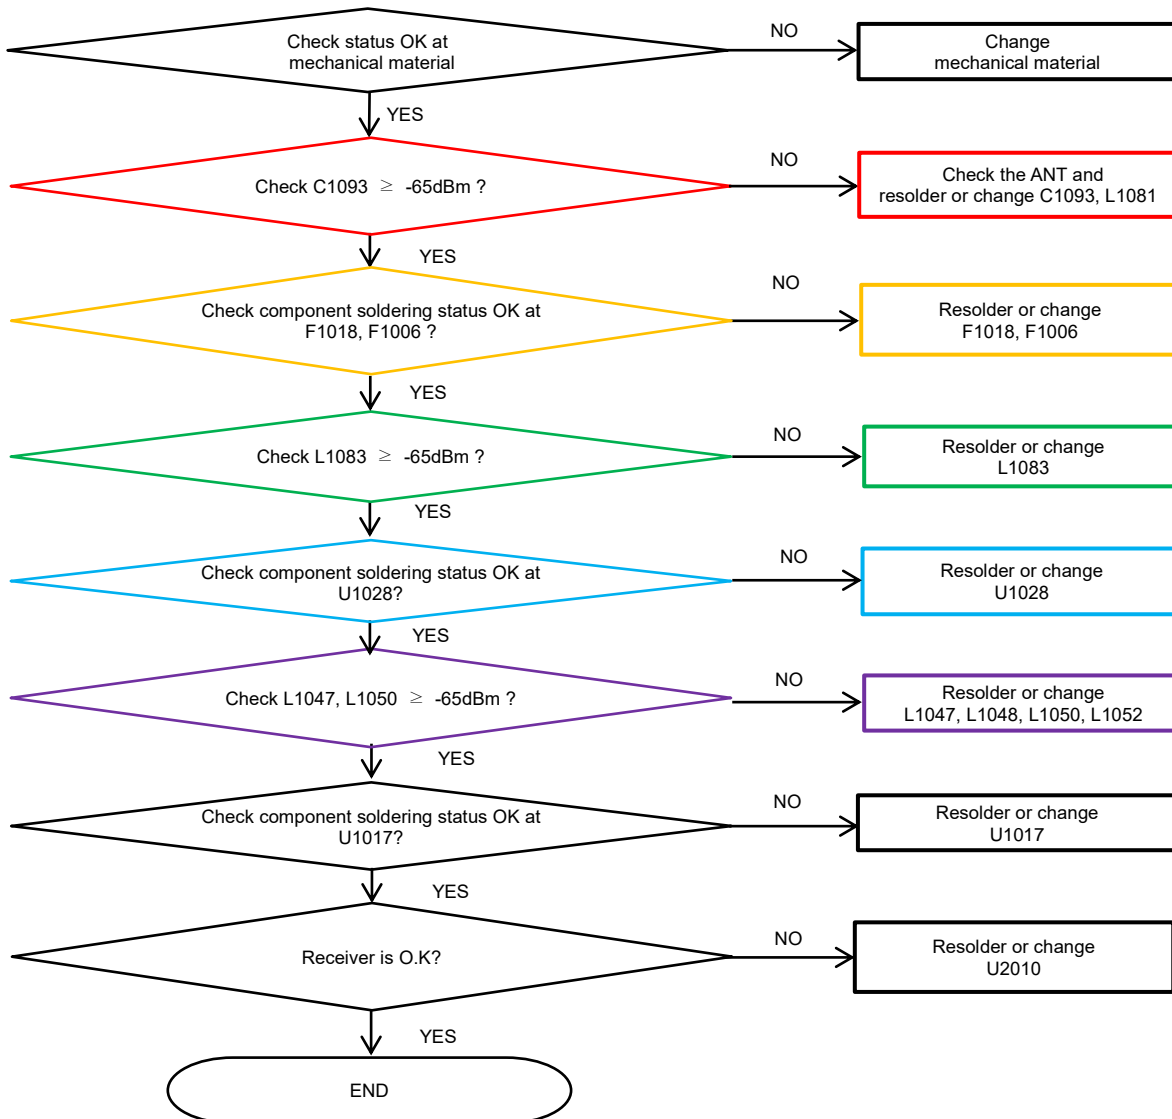 Check status OK at
mechanical material
NO
Change
mechanical material
YES
Check C1093 ≥ -65dBm ?
NO
Check the ANT and
resolder or change C1093, L1081
YES
Check component soldering status OK at
F1018, F1006 ?
NO
Resolder or change
F1018, F1006
YES
Check L1083 ≥ -65dBm ?
NO
Resolder or change
L1083
YES
Check component soldering status OK at
U1028?
NO
Resolder or change
U1028
YES
Check L1047, L1050 ≥ -65dBm ?
NO
Resolder or change
L1047, L1048, L1050, L1052
YES
Check component soldering status OK at
U1017?
NO
Resolder or change
U1017
YES
Receiver is O.K?
NO
Resolder or change
U2010
YES
END